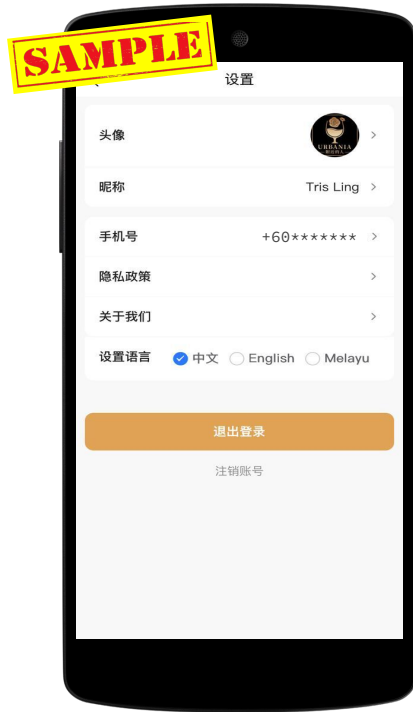 SAMPLE
设置
头像
URBANIA
昵称 Tris Ling >
手机号 +60******* >
隐私政策 >
关于我们 >
设置语言 中文 English Melayu
退出登录
注销账号